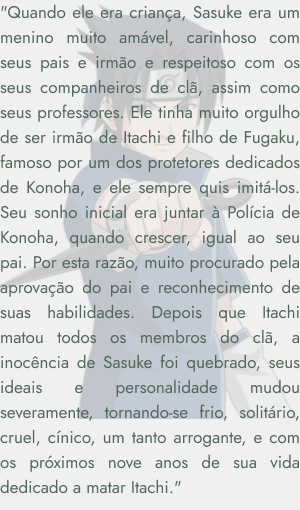 "Quando ele era criança, Sasuke era um
menino muito amável, carinhoso com
seus pais e irmão e respeitoso com os
seus companheiros de clã, assim como
seus professores. Ele tinha muito orgulho
de ser irmão de Itachi e filho de Fugaku,
famoso por um dos protetores dedicados
de Konoha, e ele sempre quis imitá-los.
Seu sonho inicial era juntar à Polícia de
Konoha, quando crescer, igual ao seu
pai. Por esta razão, muito procurado pela
aprovação do pai e reconhecimento de
suas habilidades. Depois que Itachi
matou todos os membros do clã, a
inocência de Sasuke foi quebrado, seus
ideais e personalidade mudou
severamente, tornando-se frio, solitário,
cruel, cínico, um tanto arrogante, e com
os próximos nove anos de sua vida
dedicado a matar Itachi."